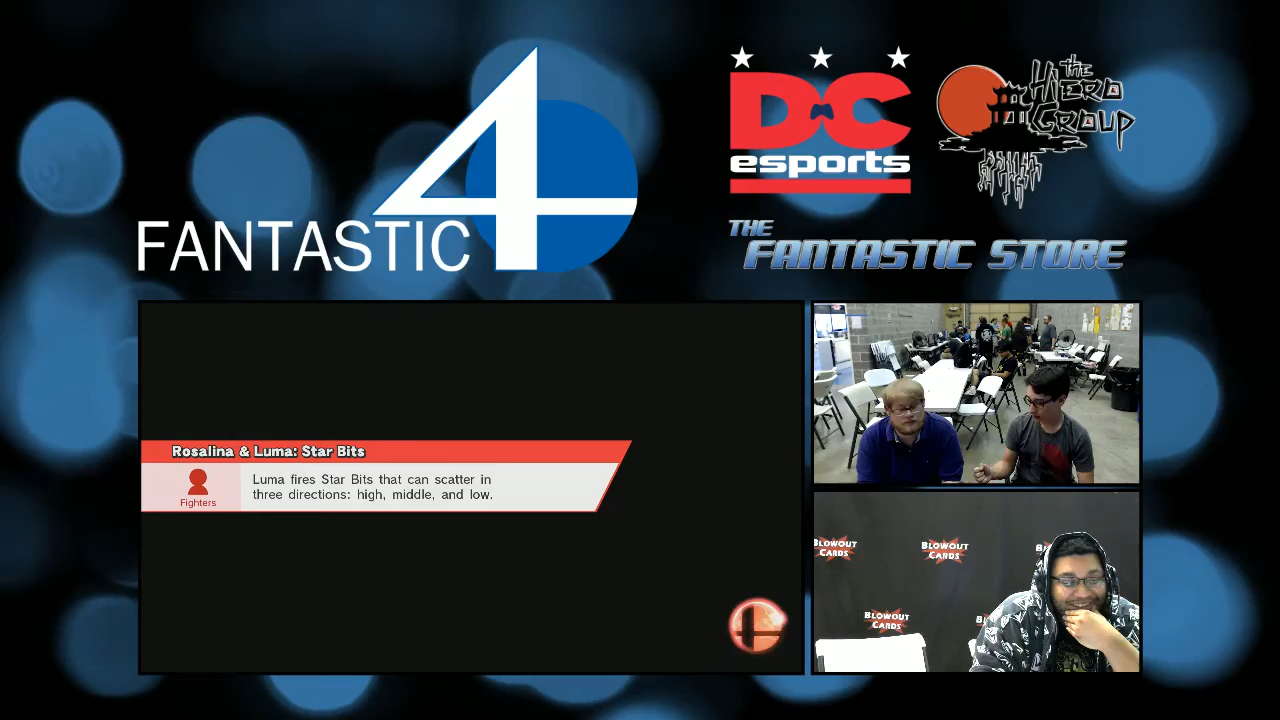 FANTASTIC
4
DC
esports
the
Hiero
Group
THE
FANTASTIC STORE
Rosalina & Luma: Star Bits
Fighters
Luma fires Star Bits that can scatter in
three directions: high, middle, and low.
BLOWOUT
CARDS
BLOWOUT
CARDS
BLOWOUT
CARDS